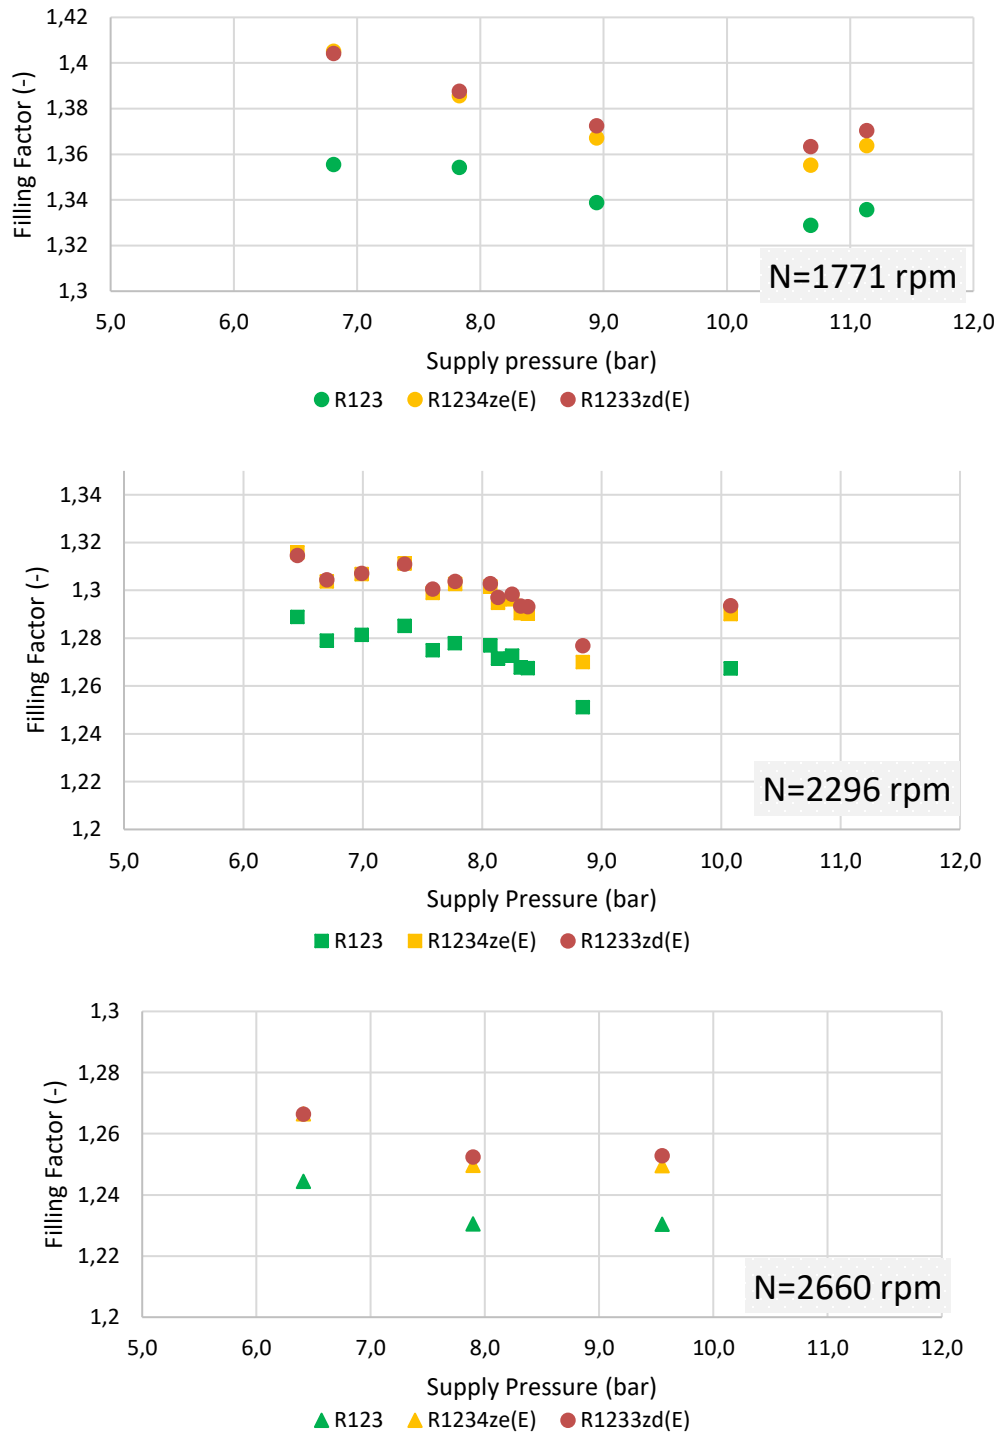 1,42
1,4
1,38
1,36
1,34
1,32
1,3
Filling Factor (-)
N=1771 rpm
5,0 6,0 7,0 8,0 9,0 10,0 11,0 12,0
Supply pressure (bar)
R123 R1234ze(E) R1233zd(E)
1,34
1,32
1,3
1,28
1,26
1,24
1,22
1,2
Filling Factor (-)
N=2296 rpm
5,0 6,0 7,0 8,0 9,0 10,0 11,0 12,0
Supply Pressure (bar)
R123 R1234ze(E) R1233zd(E)
1,3
1,28
1,26
1,24
1,22
1,2
Filling Factor (-)
N=2660 rpm
5,0 6,0 7,0 8,0 9,0 10,0 11,0 12,0
Supply Pressure (bar)
R123 R1234ze(E) R1233zd(E)